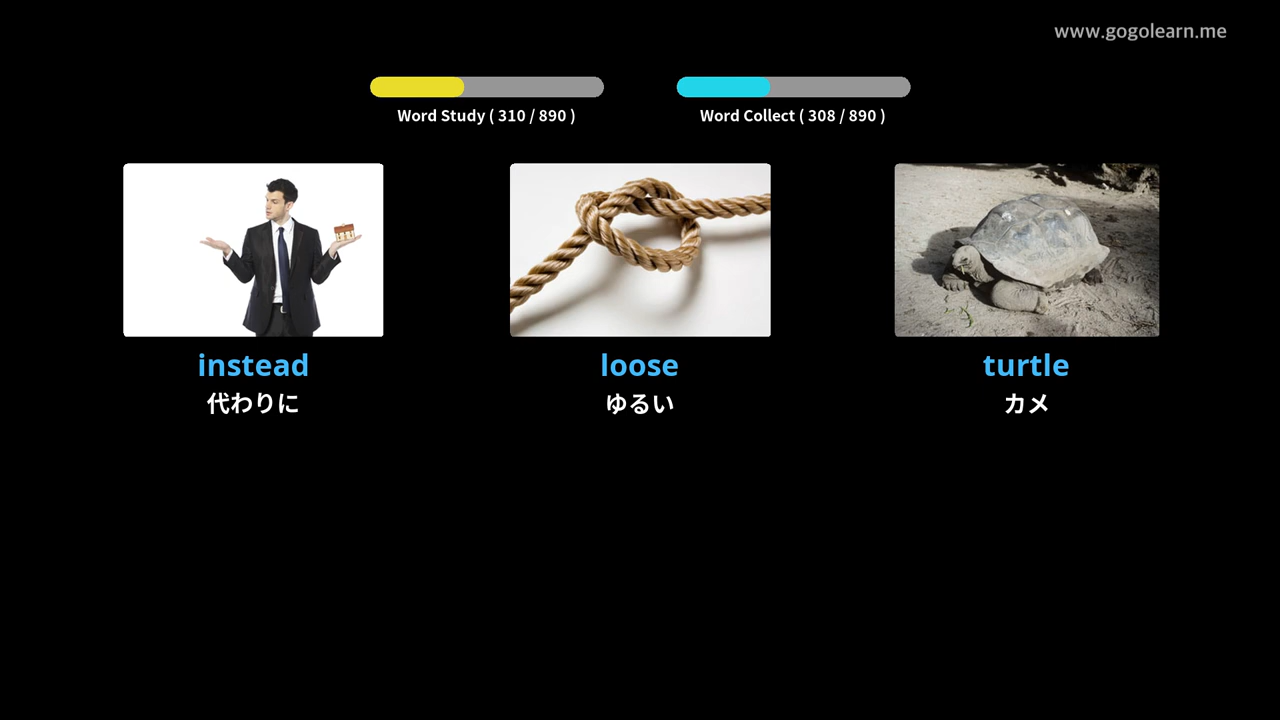 www.gogolearn.me
Word Study ( 310 / 890 )
Word Collect ( 308 / 890 )
instead
代わりに
loose
ゆるい
turtle
カメ